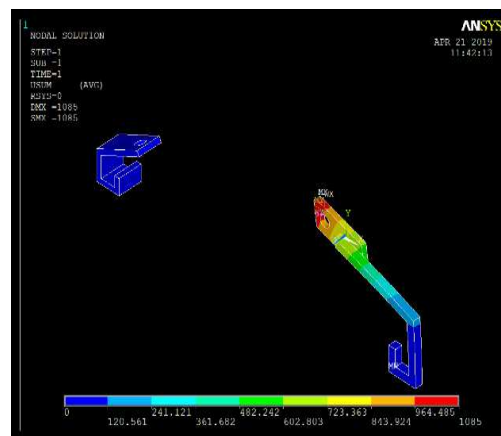 1
NODAL SOLUTION
STEP=1
SUB =1
TIME=1
USUM (AVG)
RSYS=0
DMX =1085
SMX =1085
ANSYS
APR 21 2019
11:42:13
MX
Y
MN
0 241.121 482.242 723.363 964.485
120.561 361.682 602.803 843.924 1085